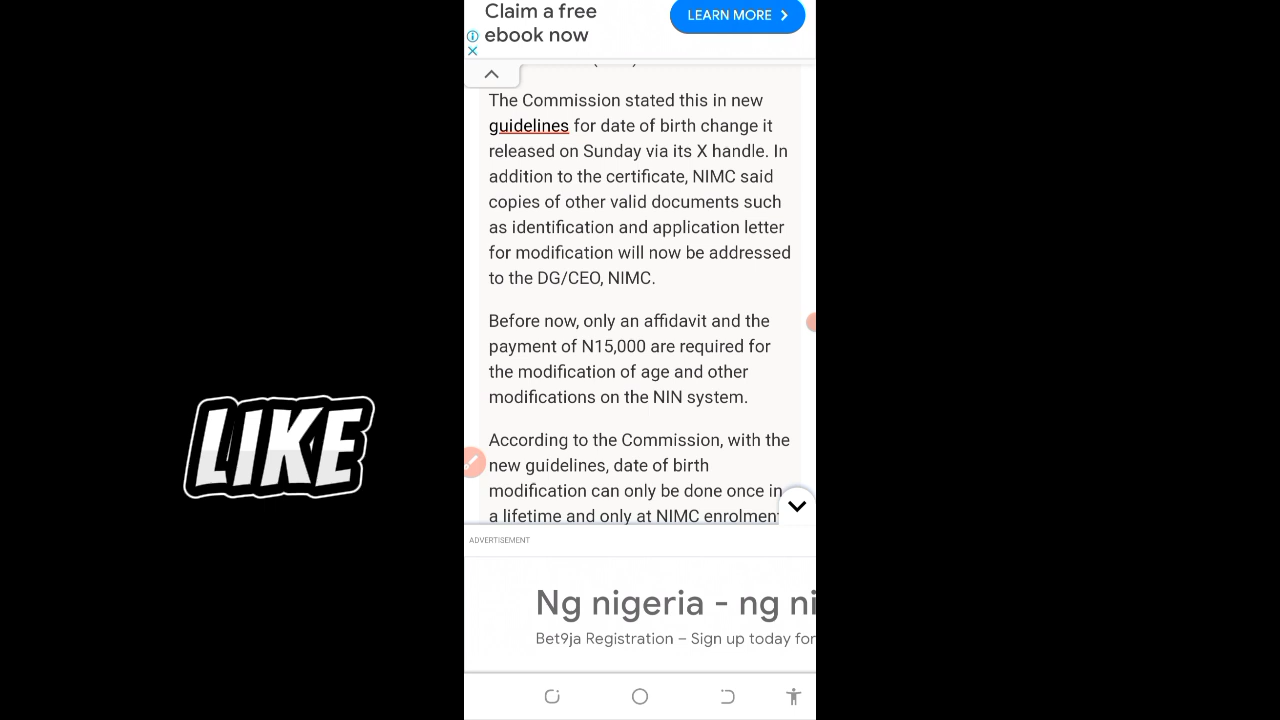 Claim a free
ebook now
LEARN MORE
The Commission stated this in new
guidelines for date of birth change it
released on Sunday via its X handle. In
addition to the certificate, NIMC said
copies of other valid documents such
as identification and application letter
for modification will now be addressed
to the DG/CEO, NIMC.
Before now, only an affidavit and the
payment of N15,000 are required for
the modification of age and other
modifications on the NIN system.
According to the Commission, with the
new guidelines, date of birth
modification can only be done once in
a lifetime and only at NIMC enrolment
ADVERTISEMENT
Ng nigeria - ng ni
Bet9ja Registration – Sign up today for
LIKE